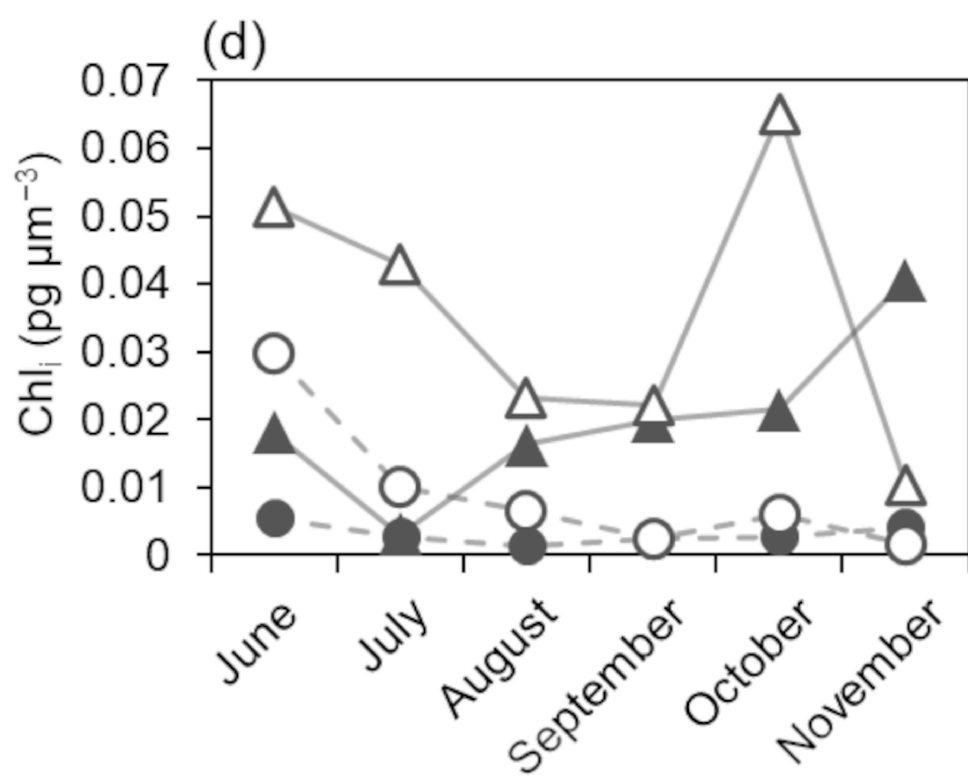 (d)
0.07
0.06
0.05
0.04
0.03
0.02
0.01
0
Chlᵢ (pg µm⁻³)
June
July
August
September
October
November